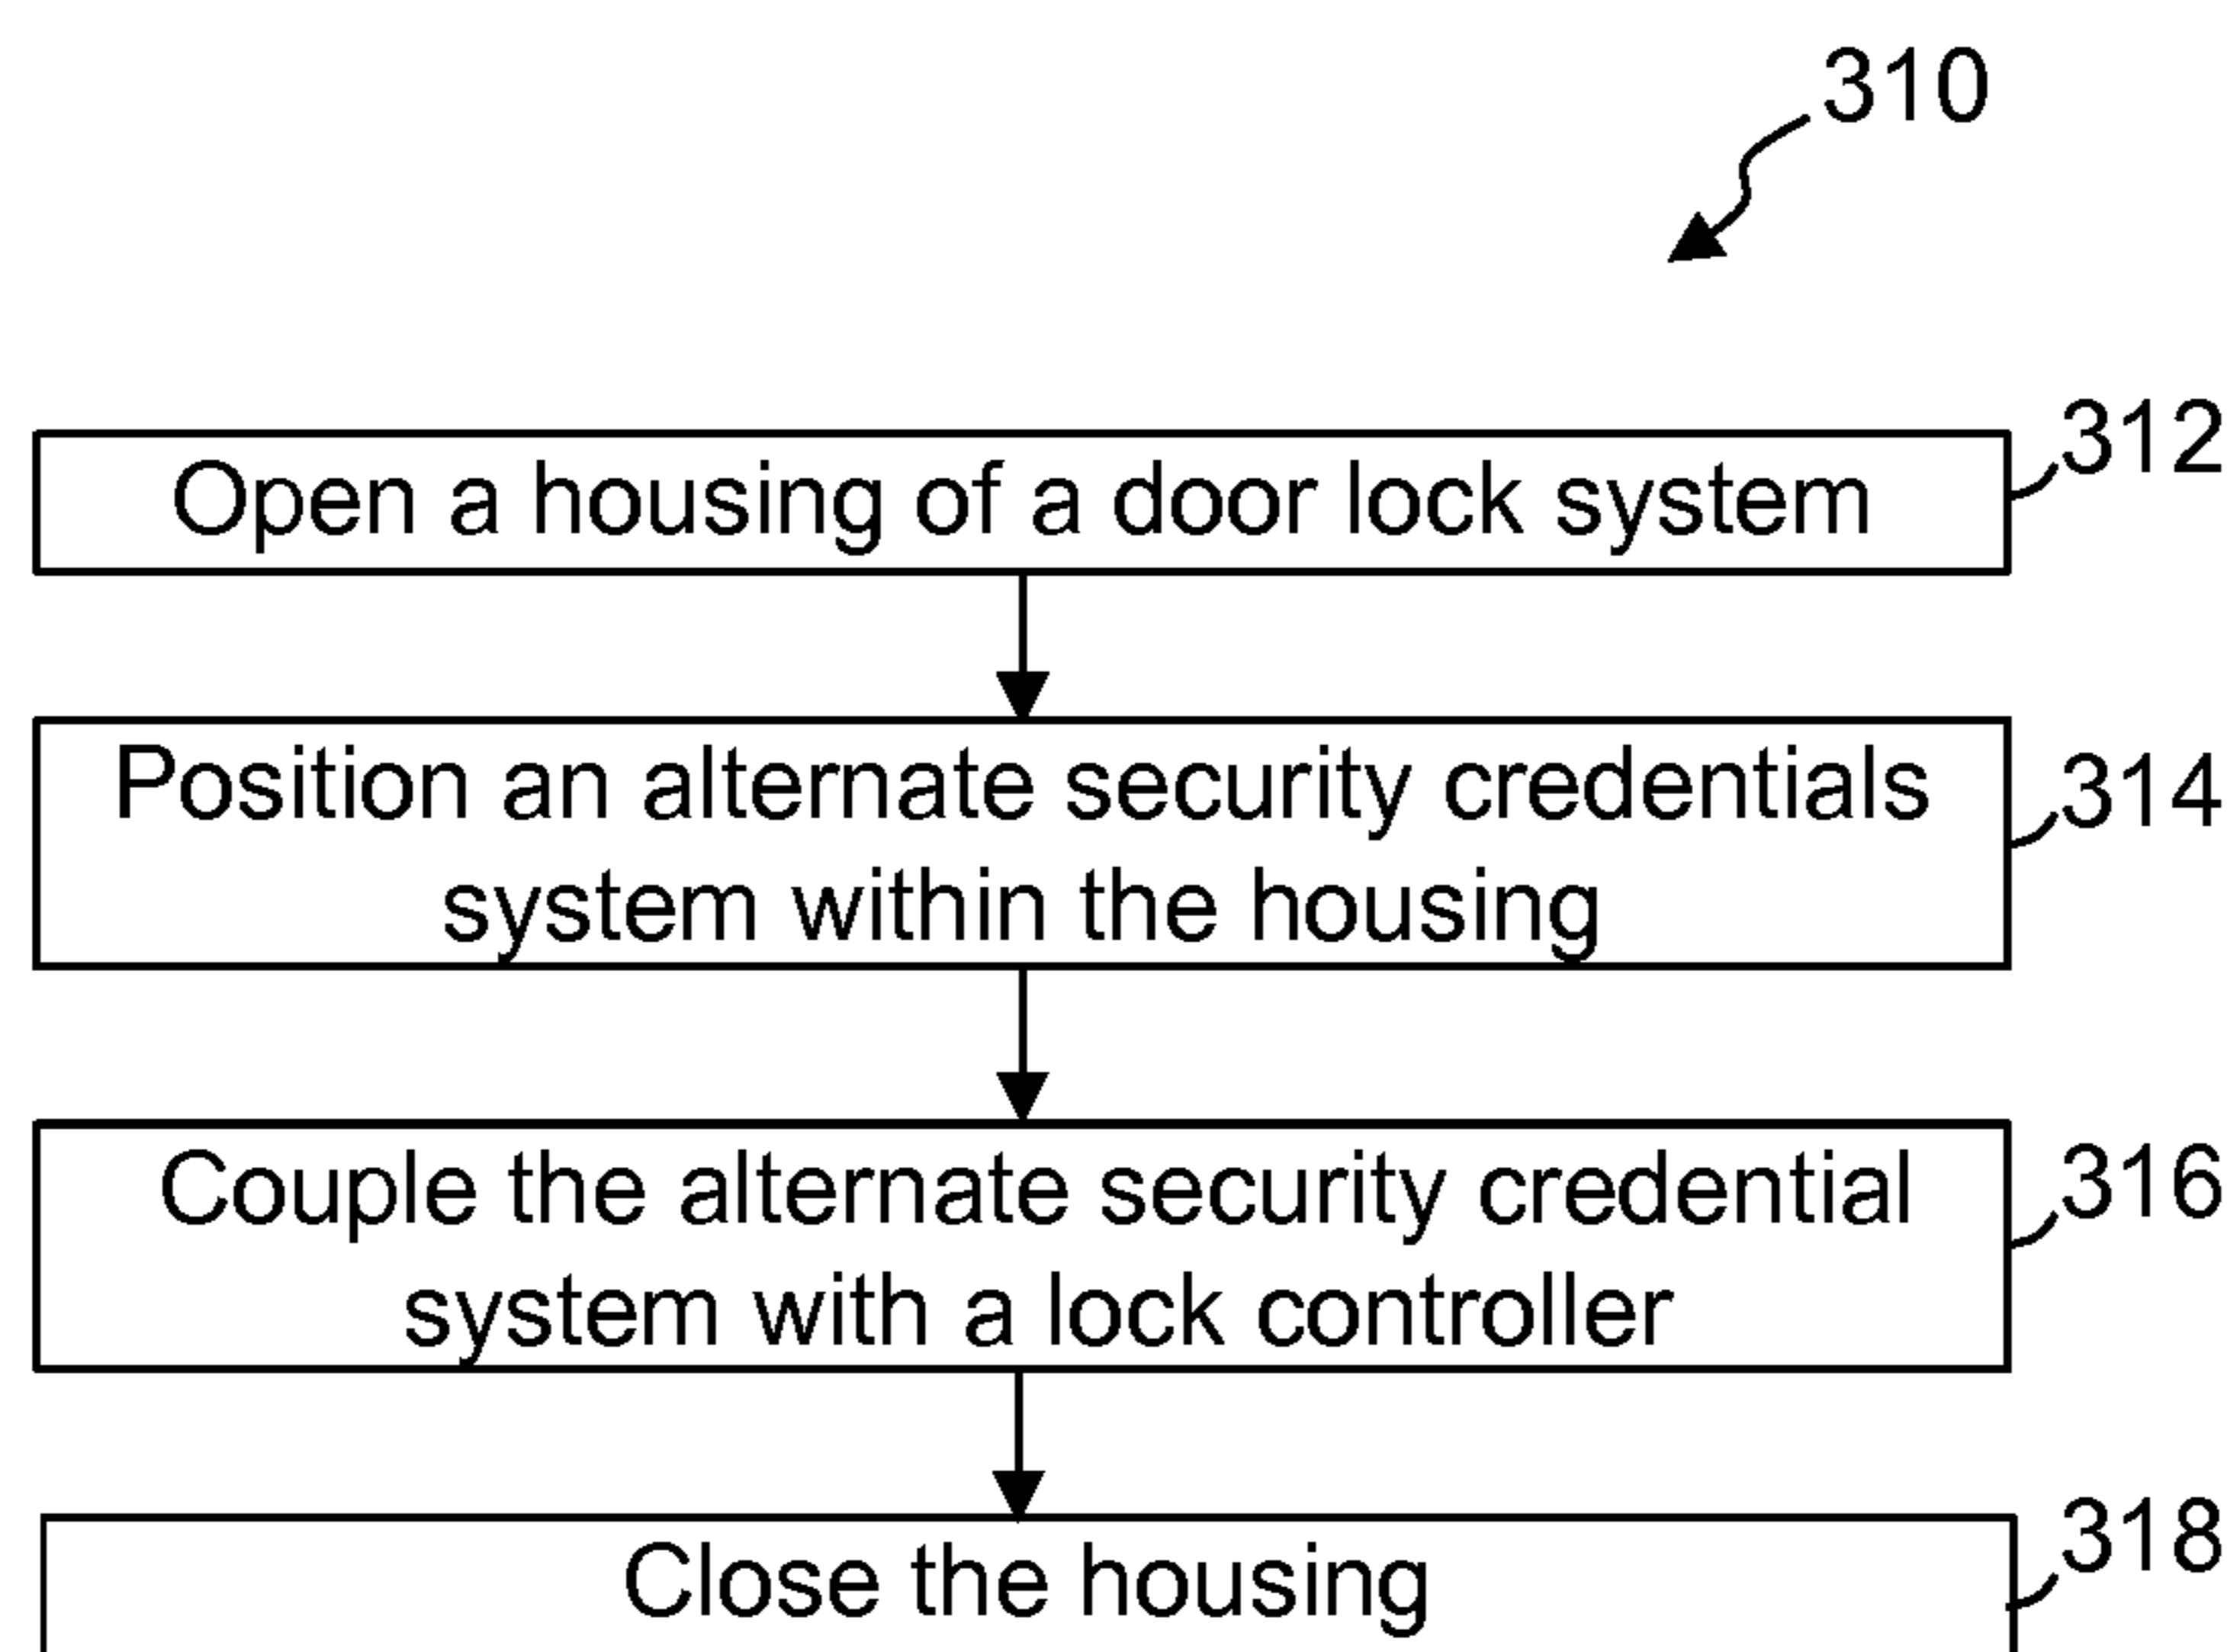 310
312
Open a housing of a door lock system
Position an alternate security credentials
314
system within the housing
Couple the alternate security credential
316
system with a lock controller
318
Close the housing